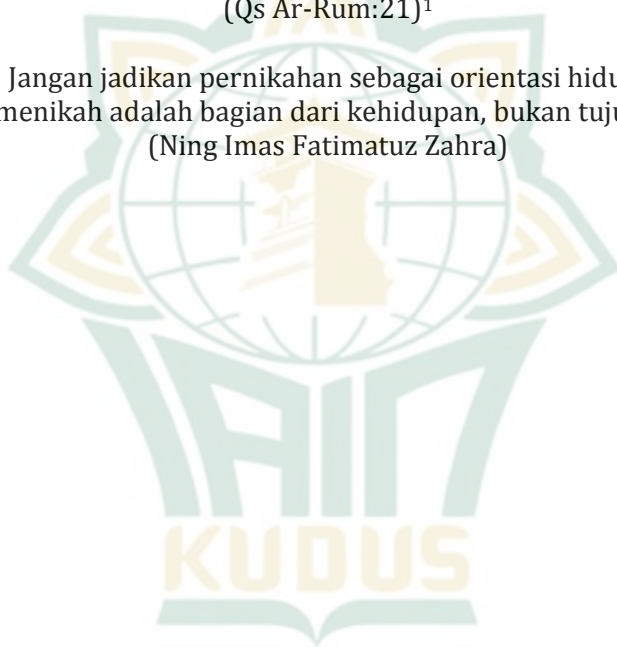 (Qs Ar-Rum:21)¹
Jangan jadikan pernikahan sebagai orientasi hidu
menikah adalah bagian dari kehidupan, bukan tuju
(Ning Imas Fatimatuz Zahra)
IAIN
KUDUS